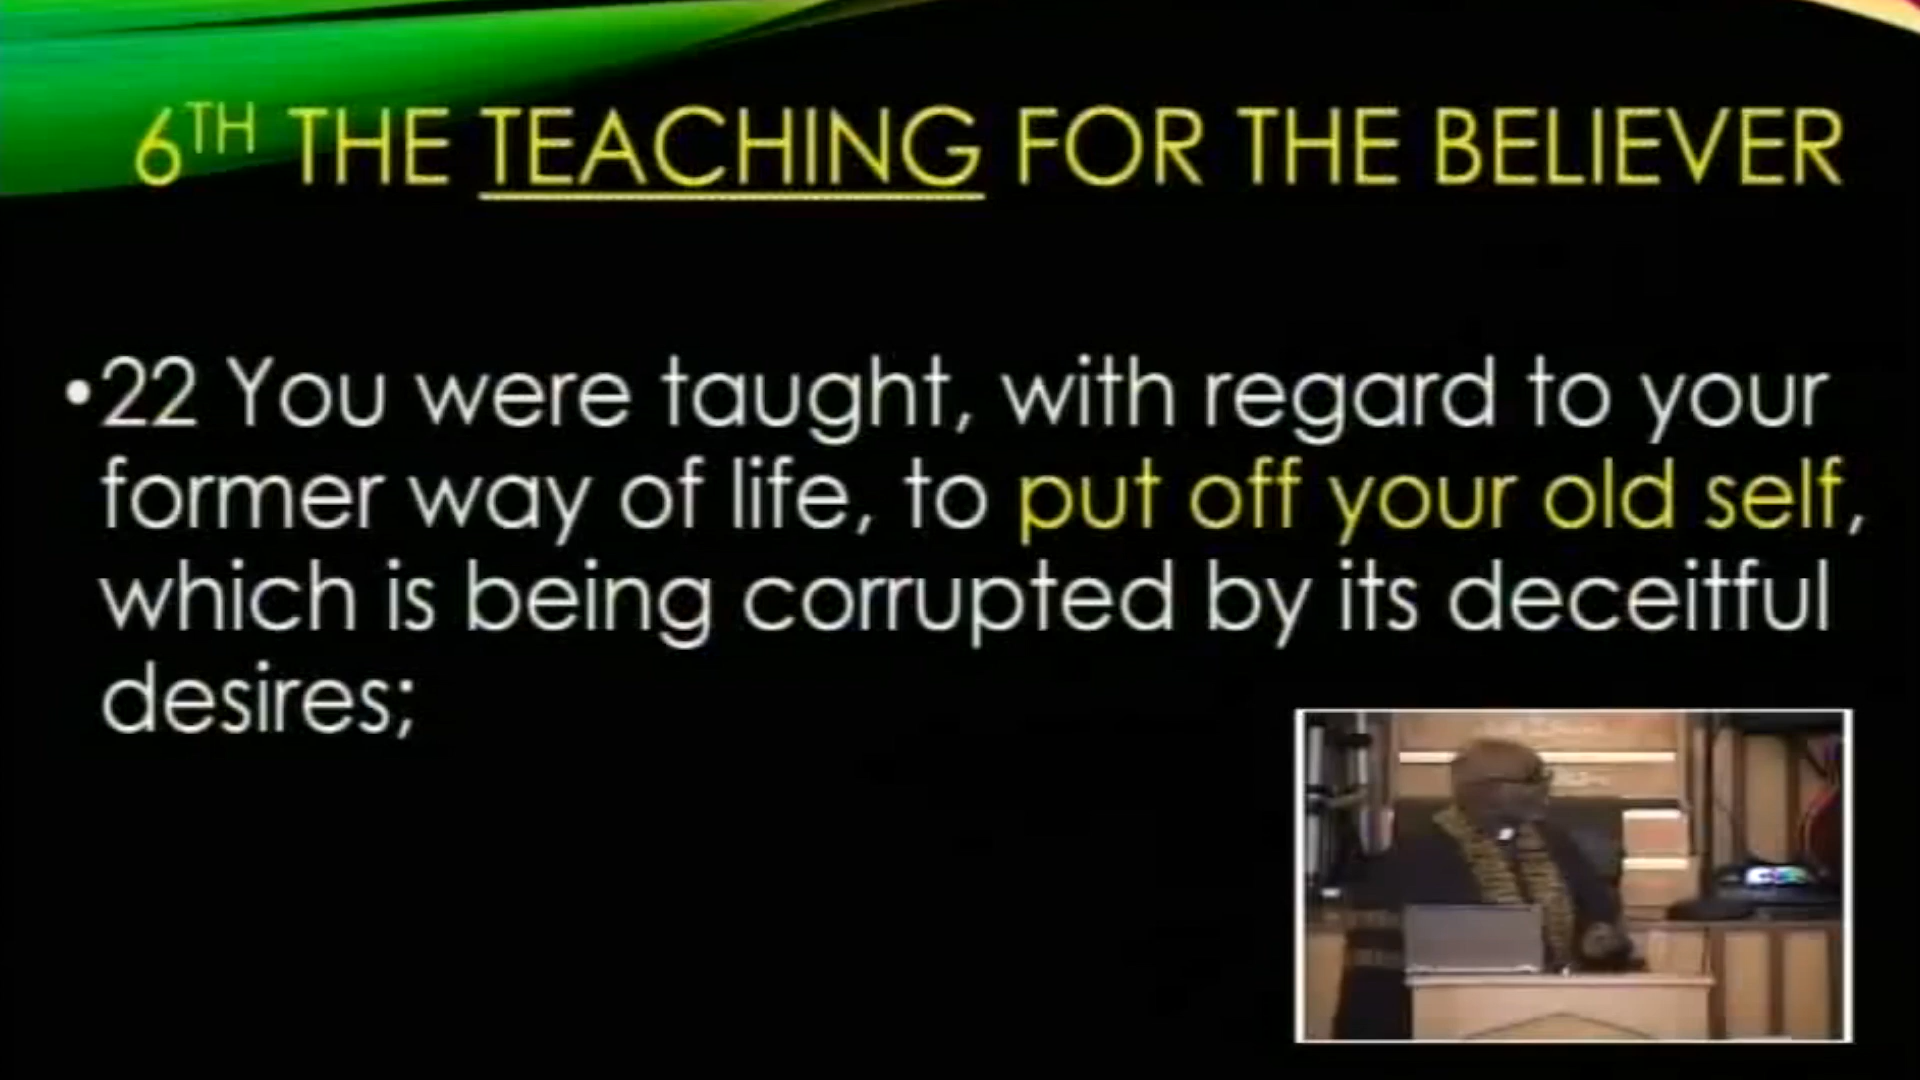 6TH THE TEACHING FOR THE BELIEVER
•22 You were taught, with regard to your
former way of life, to put off your old self,
which is being corrupted by its deceitful
desires;